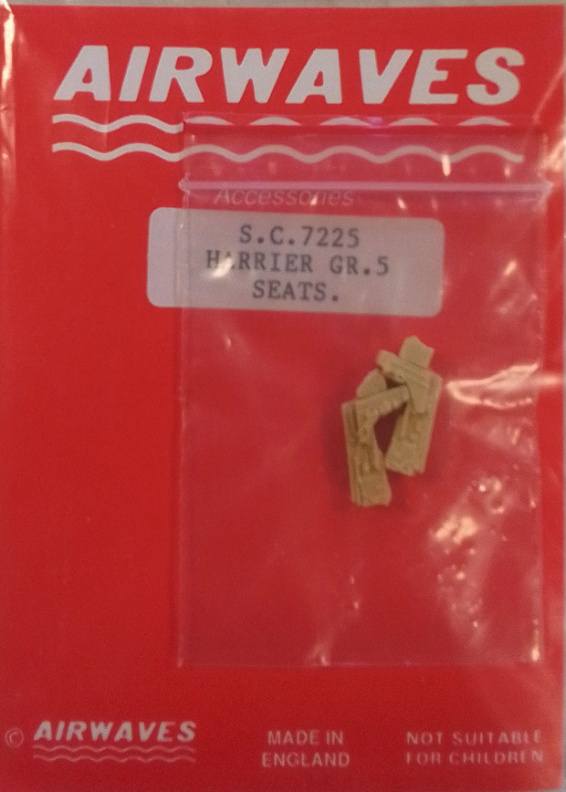 AIRWAVES
Accessories
S.C.7225
HARRIER GR.5
SEATS.
© AIRWAVES
MADE IN
ENGLAND
NOT SUITABLE
FOR CHILDREN